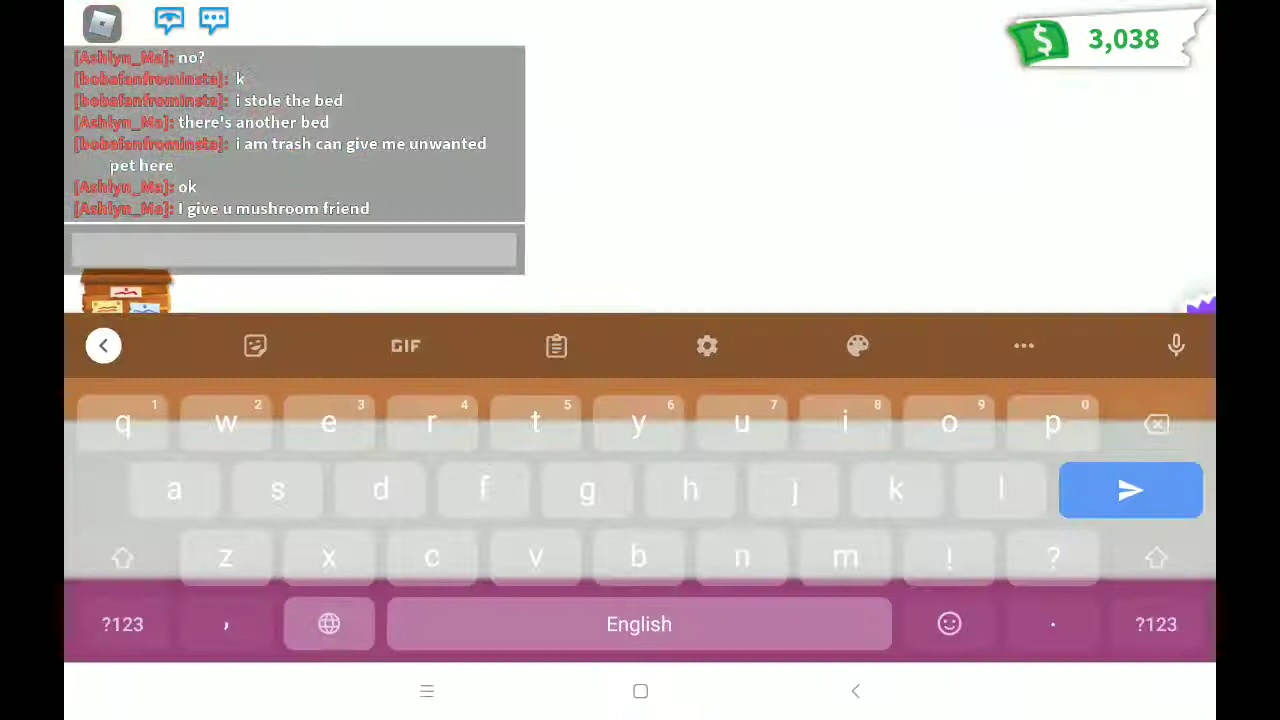 3,038
[Ashlyn_Ma]: no?
[bobafanfrominsta]: k
[bobafanfrominsta]: i stole the bed
[Ashlyn_Ma]: there's another bed
[bobafanfrominsta]: i am trash can give me unwanted
pet here
[Ashlyn_Ma]: ok
[Ashlyn_Ma]: I give u mushroom friend
GIF
q 1 w 2 e 3 r 4 t 5 y 6 u 7 i 8 o 9 p 0
a s d f g h j k l
z x c v b n m ! ?
?123 , English . ?123